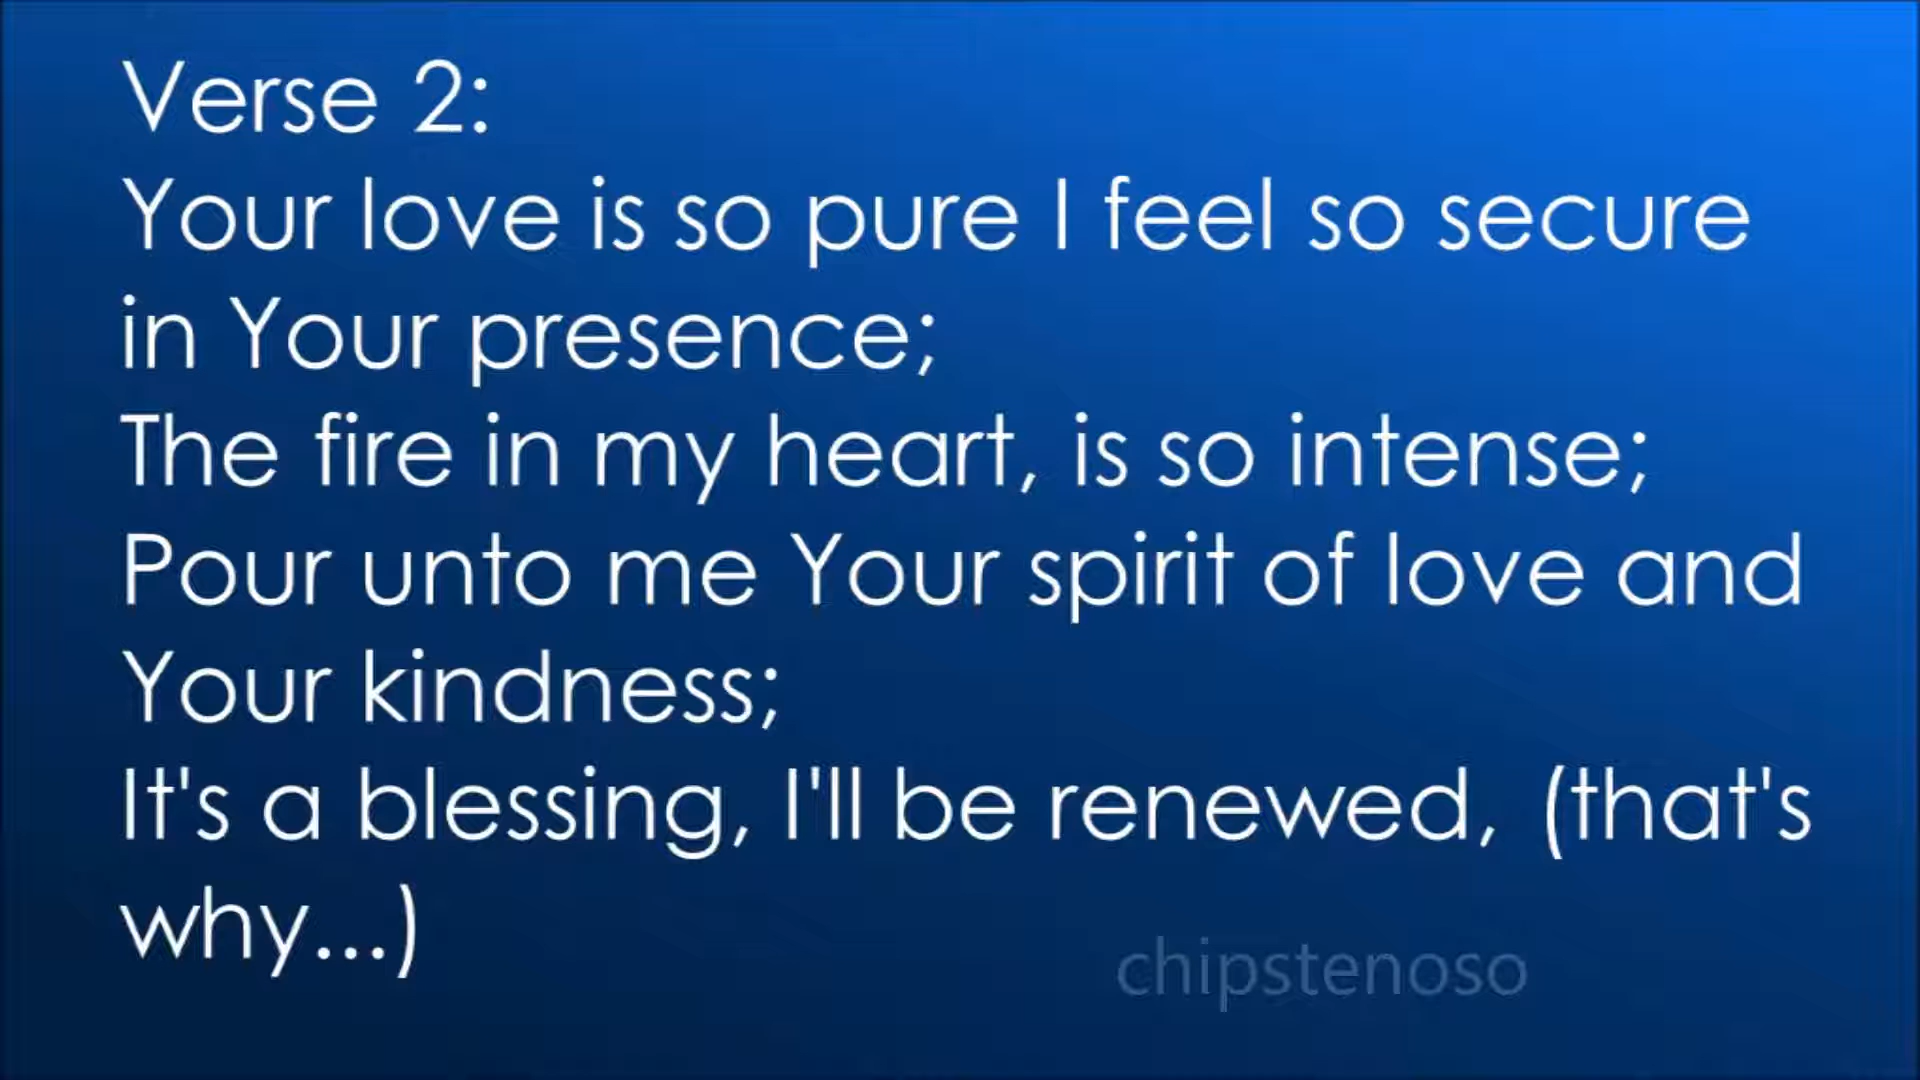 Verse 2:
Your love is so pure I feel so secure
in Your presence;
The fire in my heart, is so intense;
Pour unto me Your spirit of love and
Your kindness;
It's a blessing, I'll be renewed, (that's
why...)
chipstenoso